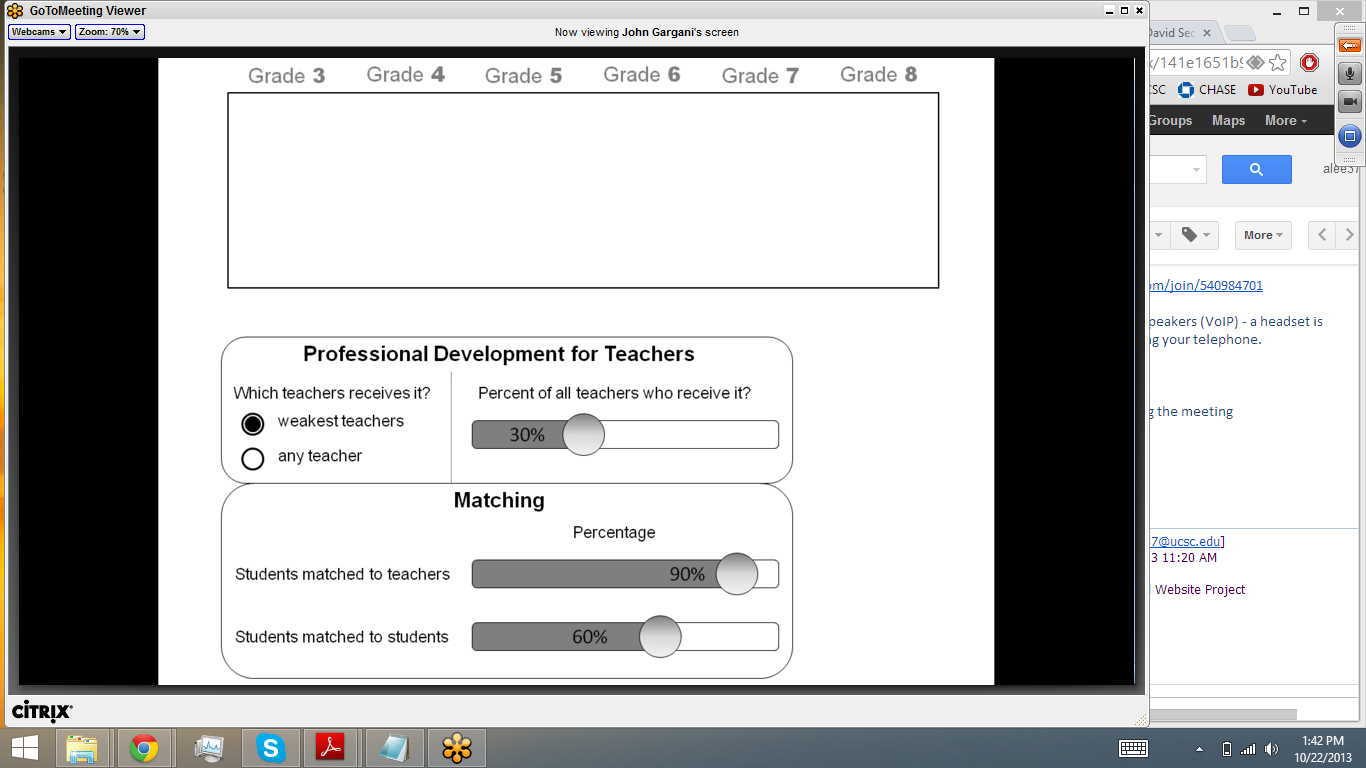 GoToMeeting Viewer
Webcams
Zoom: 70%
Now viewing John Gargani's screen
Grade 3 Grade 4 Grade 5 Grade 6 Grade 7 Grade 8
Professional Development for Teachers
Which teachers receives it?
weakest teachers
any teacher
Percent of all teachers who receive it?
30%
Matching
Percentage
Students matched to teachers
90%
Students matched to students
60%
CİTRIX
David Sec
/141e1651b9
CSC CHASE YouTube
Groups Maps More
More
om/join/540984701
peakers (VoIP) - a headset is
ng your telephone.
g the meeting
7@ucsc.edu]
3 11:20 AM
Website Project
1:42 PM
10/22/2013